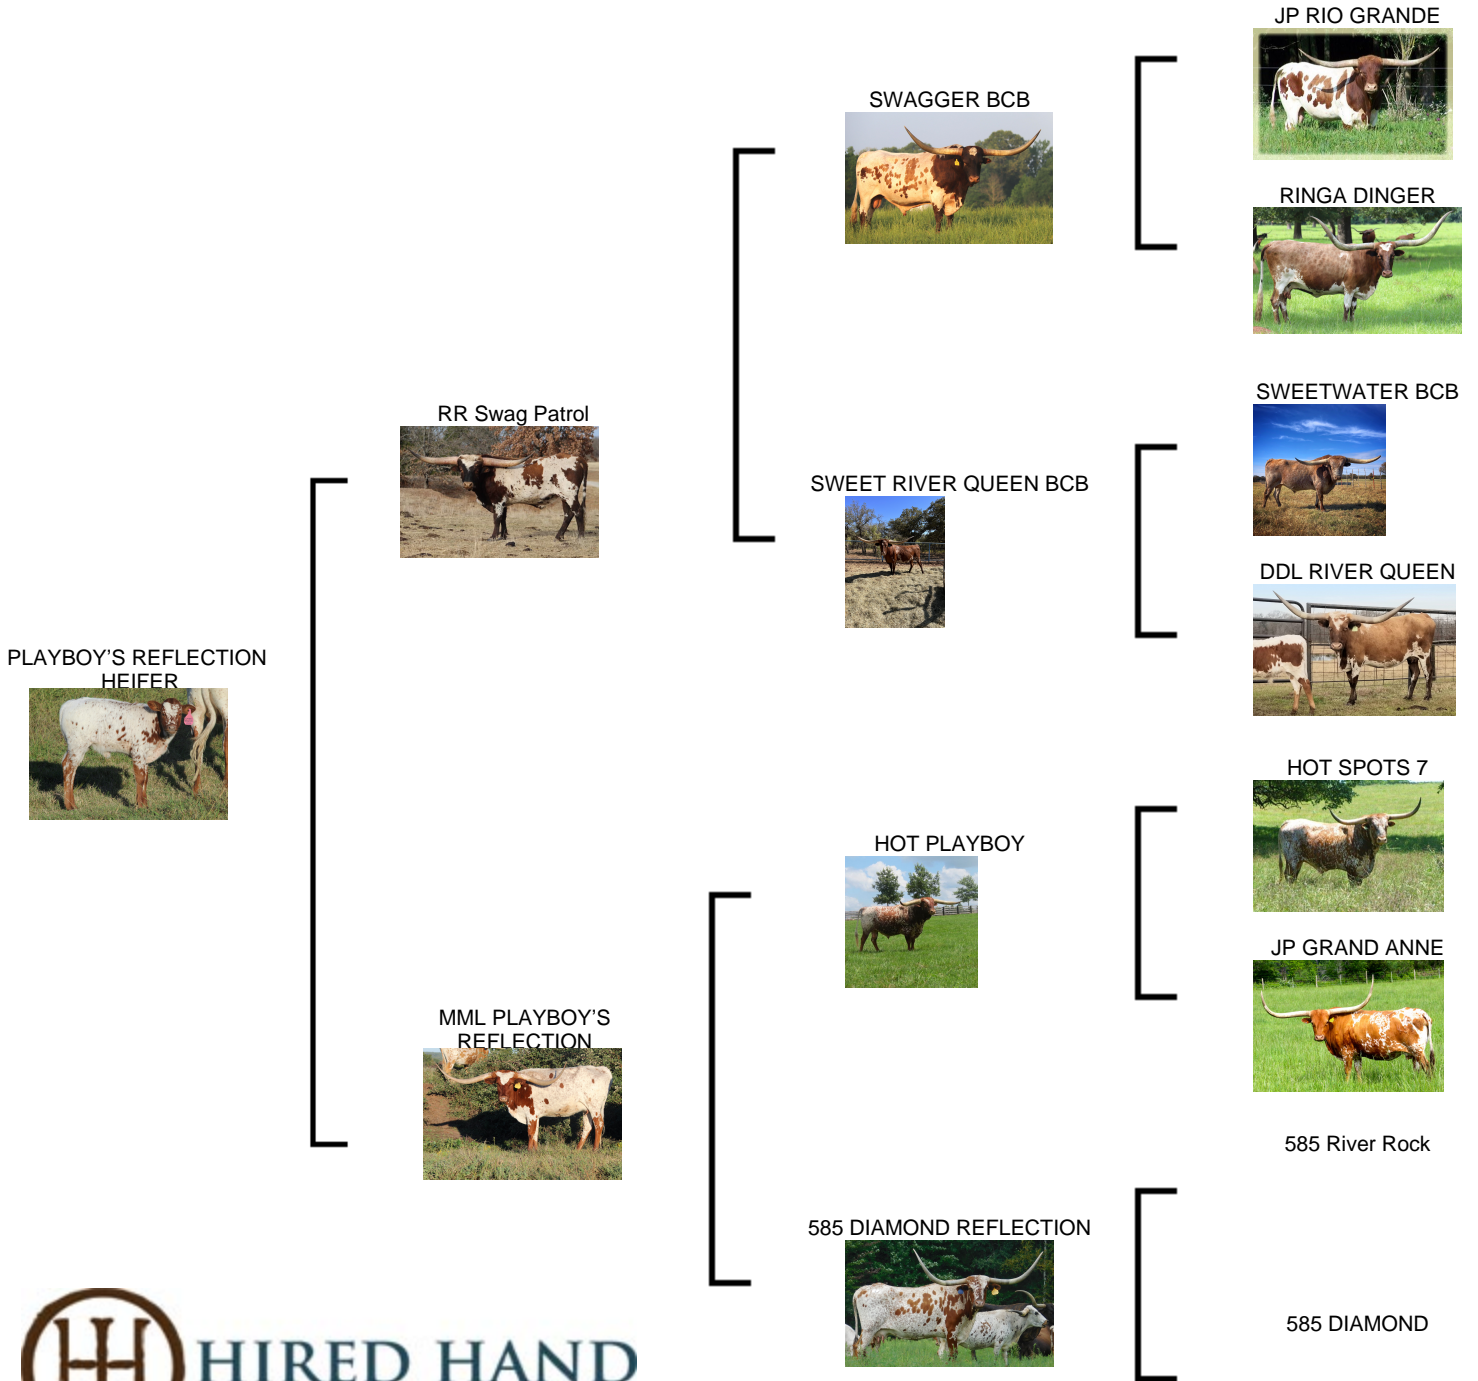 JP RIO GRANDE
SWAGGER BCB
RINGA DINGER
RR Swag Patrol
SWEETWATER BCB
SWEET RIVER QUEEN BCB
DDL RIVER QUEEN
PLAYBOY’S REFLECTION
HEIFER
HOT SPOTS 7
HOT PLAYBOY
JP GRAND ANNE
MML PLAYBOY’S
REFLECTION
585 River Rock
585 DIAMOND REFLECTION
585 DIAMOND
HIRED HAND